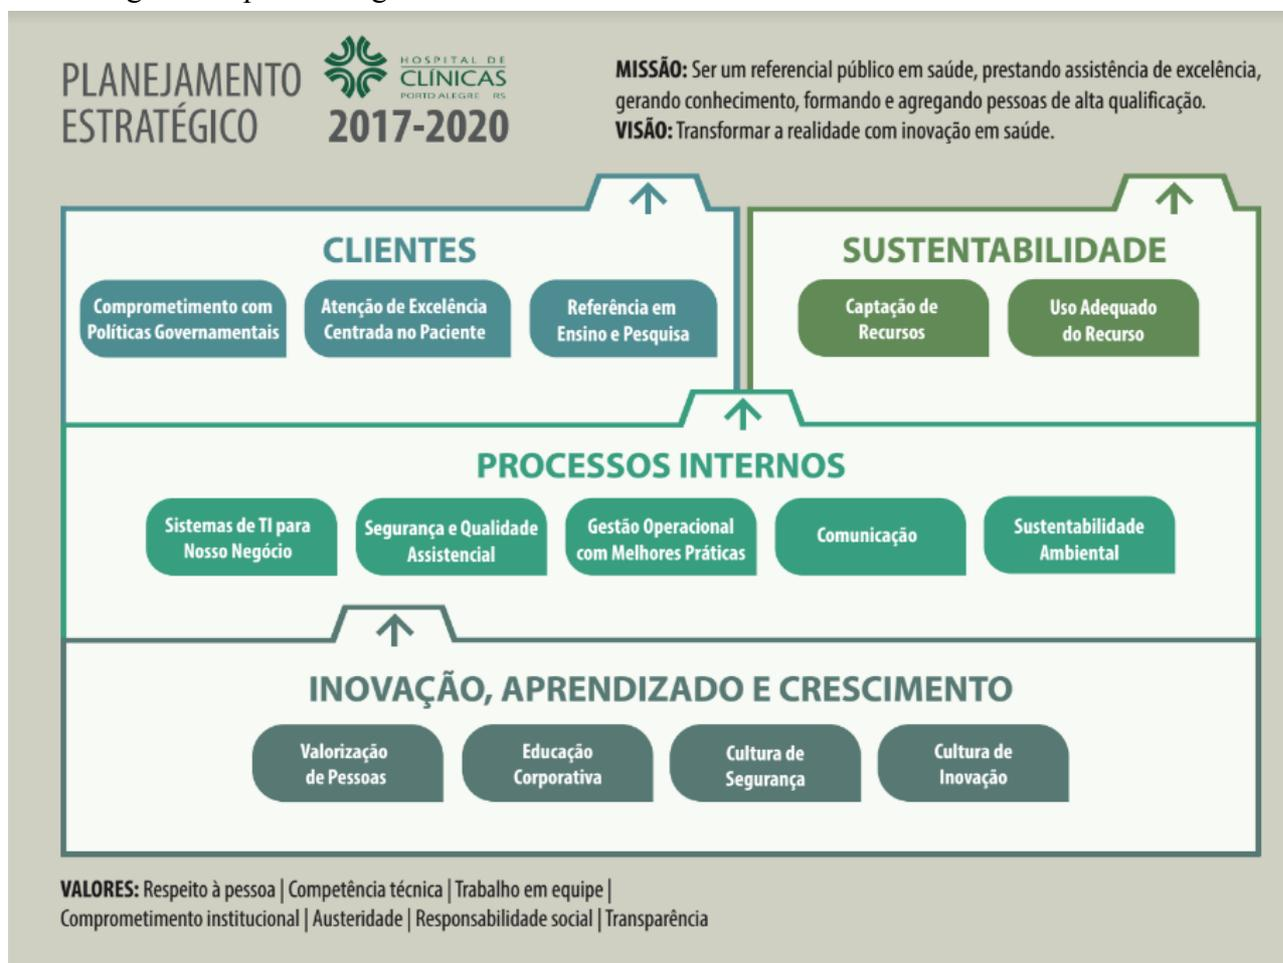 PLANEJAMENTO
ESTRATÉGICO
HOSPITAL DE
CLÍNICAS
PORTO ALEGRE RS
2017-2020
MISSÃO: Ser um referencial público em saúde, prestando assistência de excelência,
gerando conhecimento, formando e agregando pessoas de alta qualificação.
VISÃO: Transformar a realidade com inovação em saúde.
CLIENTES
Comprometimento com
Políticas Governamentais
Atenção de Excelência
Centrada no Paciente
Referência em
Ensino e Pesquisa
SUSTENTABILIDADE
Captação de
Recursos
Uso Adequado
do Recurso
PROCESSOS INTERNOS
Sistemas de TI para
Nosso Negócio
Segurança e Qualidade
Assistencial
Gestão Operacional
com Melhores Práticas
Comunicação
Sustentabilidade
Ambiental
INOVAÇÃO, APRENDIZADO E CRESCIMENTO
Valorização
de Pessoas
Educação
Corporativa
Cultura de
Segurança
Cultura de
Inovação
VALORES: Respeito à pessoa | Competência técnica | Trabalho em equipe |
Comprometimento institucional | Austeridade | Responsabilidade social | Transparência